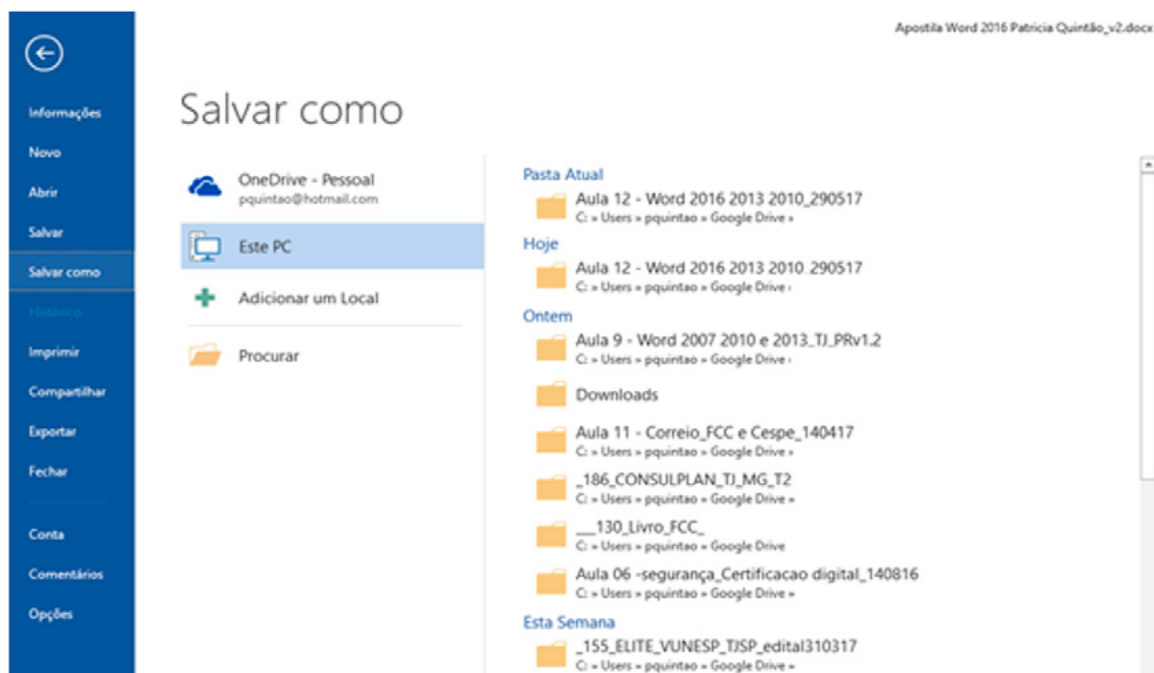 Apostila Word 2016 Patricia Quintão_v2.docx
Informações
Novo
Abrir
Salvar
Salvar como
Histórico
Imprimir
Compartilhar
Exportar
Fechar
Conta
Comentários
Opções
Salvar como
OneDrive - Pessoal
pquintao@hotmail.com
Este PC
Adicionar um Local
Procurar
Pasta Atual
Aula 12 - Word 2016 2013 2010_290517
C: » Users » pquintao » Google Drive »
Hoje
Aula 12 - Word 2016 2013 2010_290517
C: » Users » pquintao » Google Drive
Ontem
Aula 9 - Word 2007 2010 e 2013_TJ_PRv1.2
C: » Users » pquintao » Google Drive
Downloads
Aula 11 - Correio_FCC e Cespe_140417
C: » Users » pquintao » Google Drive »
_186_CONSULPLAN_TJ_MG_T2
C: » Users » pquintao » Google Drive »
___130_Livro_FCC_
C: » Users » pquintao » Google Drive
Aula 06 -segurança_Certificacao digital_140816
C: » Users » pquintao » Google Drive »
Esta Semana
_155_ELITE_VUNESP_TJSP_edital310317
C: » Users » pquintao » Google Drive »